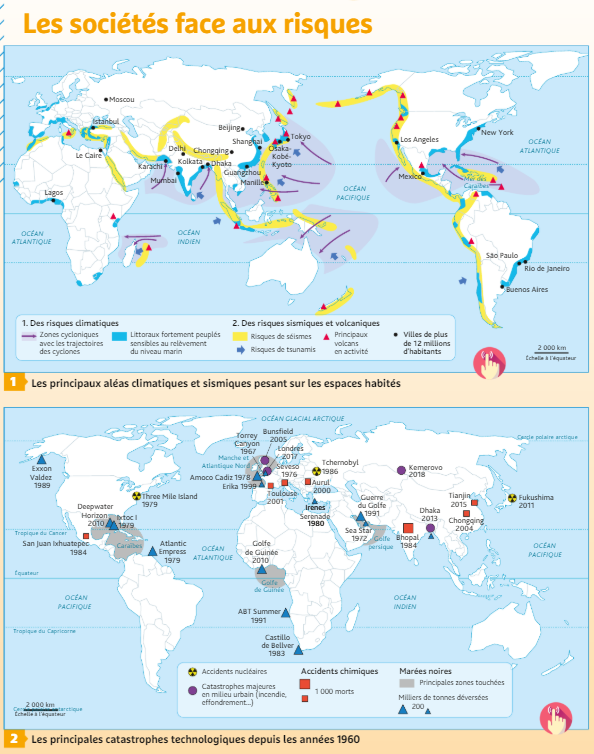 Les sociétés face aux risques
Moscou
Istanbul
Le Caire
Lagos
Karachi
Delhi
Mumbai
Kolkata
Dhaka
Chongqing
Beijing
Shanghai
Guangzhou
Manille
Tokyo
Osaka-
Kobé-
Kyoto
Los Angeles
Mexico
New York
São Paulo
Rio de Janeiro
Buenos Aires
OCÉAN
ATLANTIQUE
OCÉAN
INDIEN
OCÉAN
PACIFIQUE
OCÉAN
ATLANTIQUE
Mer des
Caraïbes
1. Des risques climatiques
Zones cycloniques
avec les trajectoires
des cyclones
Littoraux fortement peuplés
sensibles au relèvement
du niveau marin
2. Des risques sismiques et volcaniques
Risques de séismes
Risques de tsunamis
Principaux
volcans
en activité
Villes de plus
de 12 millions
d'habitants
2 000 km
Échelle à l'équateur
1 Les principaux aléas climatiques et sismiques pesant sur les espaces habités
OCÉAN GLACIAL ARCTIQUE
Cercle polaire arctique
Exxon
Valdez
1989
Three Mile Island
1979
Deepwater
Horizon
2010
Ixtoc I
1979
San Juan Ixhuatepec
1984
Caraïbes
Atlantic
Empress
1979
Torrey
Canyon
1967
Bunsfield
2005
Londres
2017
Manche et
Atlantique Nord
Seveso
1976
Amoco Cadiz 1978
Erika 1999
Toulouse
2001
Tchernobyl
1986
Aurul
2000
Irenes
Serenade
1980
Kemerovo
2018
Guerre
du Golfe
1991
Sea Star
1972
Golfe
persique
Bhopal
1984
Dhaka
2013
Tianjin
2015
Chongqing
2004
Fukushima
2011
Golfe
de Guinée
2010
Golfe
de Guinée
ABT Summer
1991
Castillo
de Bellver
1983
Tropique du Cancer
Équateur
Tropique du Capricorne
OCÉAN
ATLANTIQUE
OCÉAN
PACIFIQUE
OCÉAN
INDIEN
OCÉAN
PACIFIQUE
Accidents nucléaires
Catastrophes majeures
en milieu urbain (incendie,
effondrement...)
Accidents chimiques
1 000 morts
Marées noires
Principales zones touchées
Milliers de tonnes déversées
200
2 000 km
Échelle à l'équateur
2 Les principales catastrophes technologiques depuis les années 1960